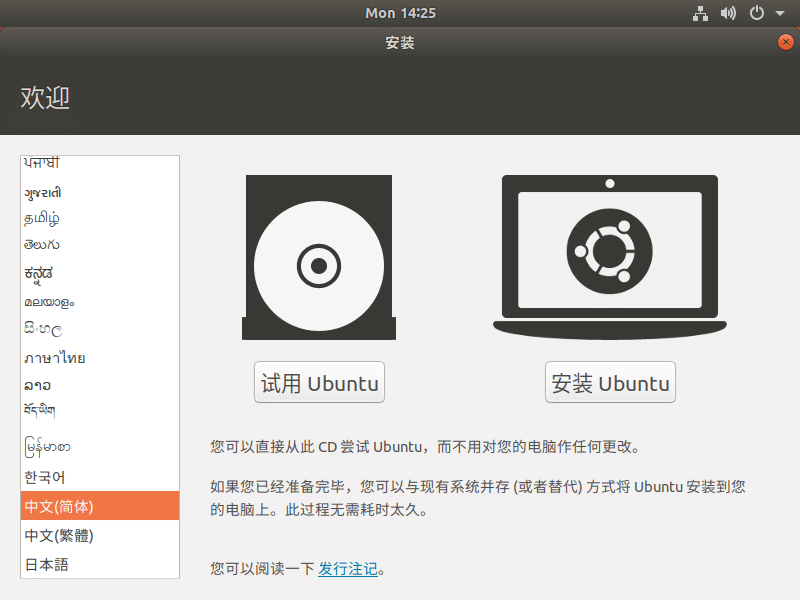 Mon 14:25
安装
欢迎
ਪੰਜਾਬੀ
ગુજરાતી
தமிழ்
తెలుగు
ಕನ್ನಡ
മലയാളം
සිංහල
ภาษาไทย
ລາວ
བོད་ཡིག
မြန်မာစာ
한국어
中文(简体)
中文(繁體)
日本語
试用 Ubuntu
安装 Ubuntu
您可以直接从此 CD 尝试 Ubuntu，而不用对您的电脑作任何更改。
如果您已经准备完毕，您可以与现有系统并存 (或者替代) 方式将 Ubuntu 安装到您
的电脑上。此过程无需耗时太久。
您可以阅读一下 发行注记。